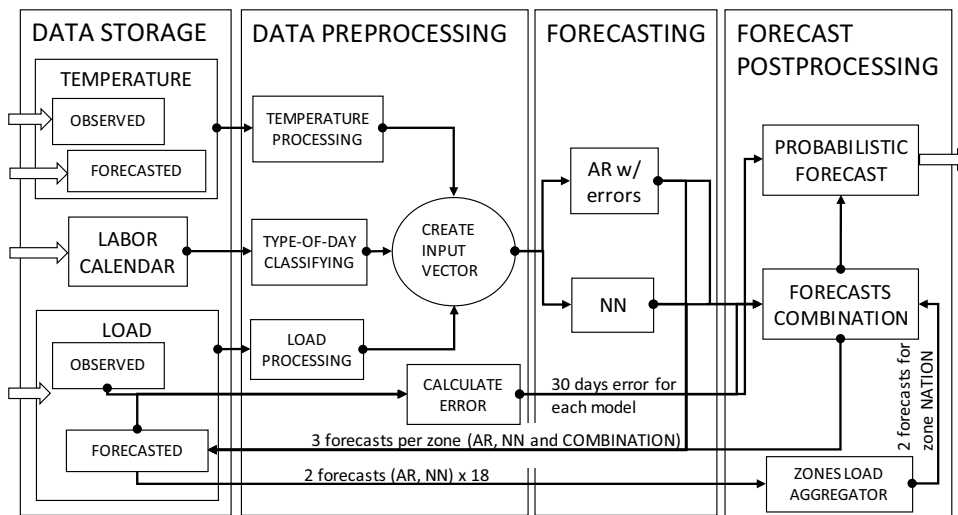 DATA STORAGE
TEMPERATURE
OBSERVED
FORECASTED
LABOR
CALENDAR
LOAD
OBSERVED
FORECASTED
DATA PREPROCESSING
TEMPERATURE
PROCESSING
TYPE-OF-DAY
CLASSIFYING
LOAD
PROCESSING
CREATE
INPUT
VECTOR
CALCULATE
ERROR
FORECASTING
AR w/
errors
NN
30 days error for
each model
3 forecasts per zone (AR, NN and COMBINATION)
2 forecasts (AR, NN) x 18
FORECAST
POSTPROCESSING
PROBABILISTIC
FORECAST
FORECASTS
COMBINATION
2 forecasts for
zone NATION
ZONES LOAD
AGGREGATOR